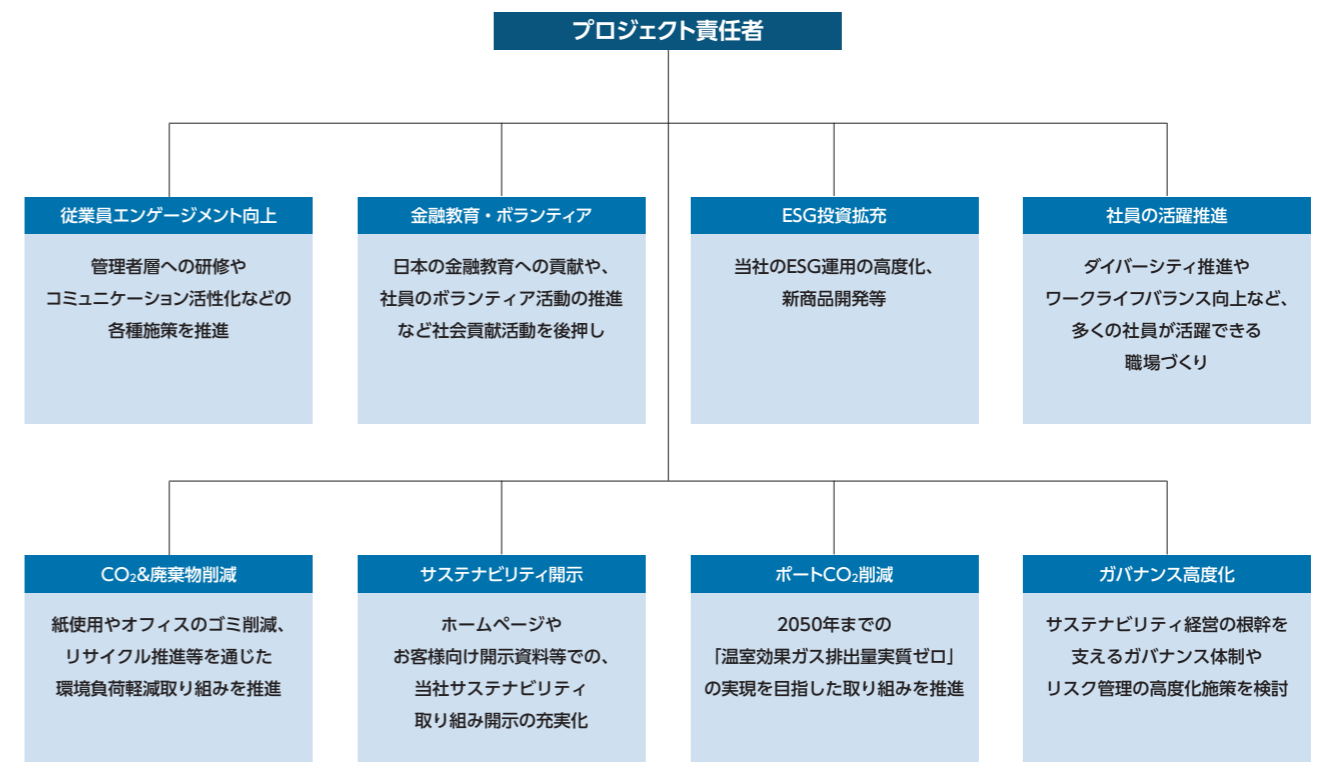 プロジェクト責任者
従業員エンゲージメント向上
管理者層への研修や
コミュニケーション活性化などの
各種施策を推進
金融教育・ボランティア
日本の金融教育への貢献や、
社員のボランティア活動の推進
など社会貢献活動を後押し
ESG投資拡充
当社のESG運用の高度化、
新商品開発等
社員の活躍推進
ダイバーシティ推進や
ワークライフバランス向上など、
多くの社員が活躍できる
職場づくり
CO₂&廃棄物削減
紙使用やオフィスのゴミ削減、
リサイクル推進等を通じた
環境負荷軽減取り組みを推進
サステナビリティ開示
ホームページや
お客様向け開示資料等での、
当社サステナビリティ
取り組み開示の充実化
ポートCO₂削減
2050年までの
「温室効果ガス排出量実質ゼロ」
の実現を目指した取り組みを推進
ガバナンス高度化
サステナビリティ経営の根幹を
支えるガバナンス体制や
リスク管理の高度化施策を検討